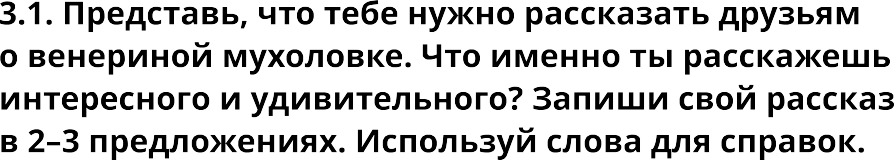 3.1. Представь, что тебе нужно рассказать друзьям
о венериной мухоловке. Что именно ты расскажешь
интересного и удивительного? Запиши свой рассказ
в 2–3 предложениях. Используй слова для справок.